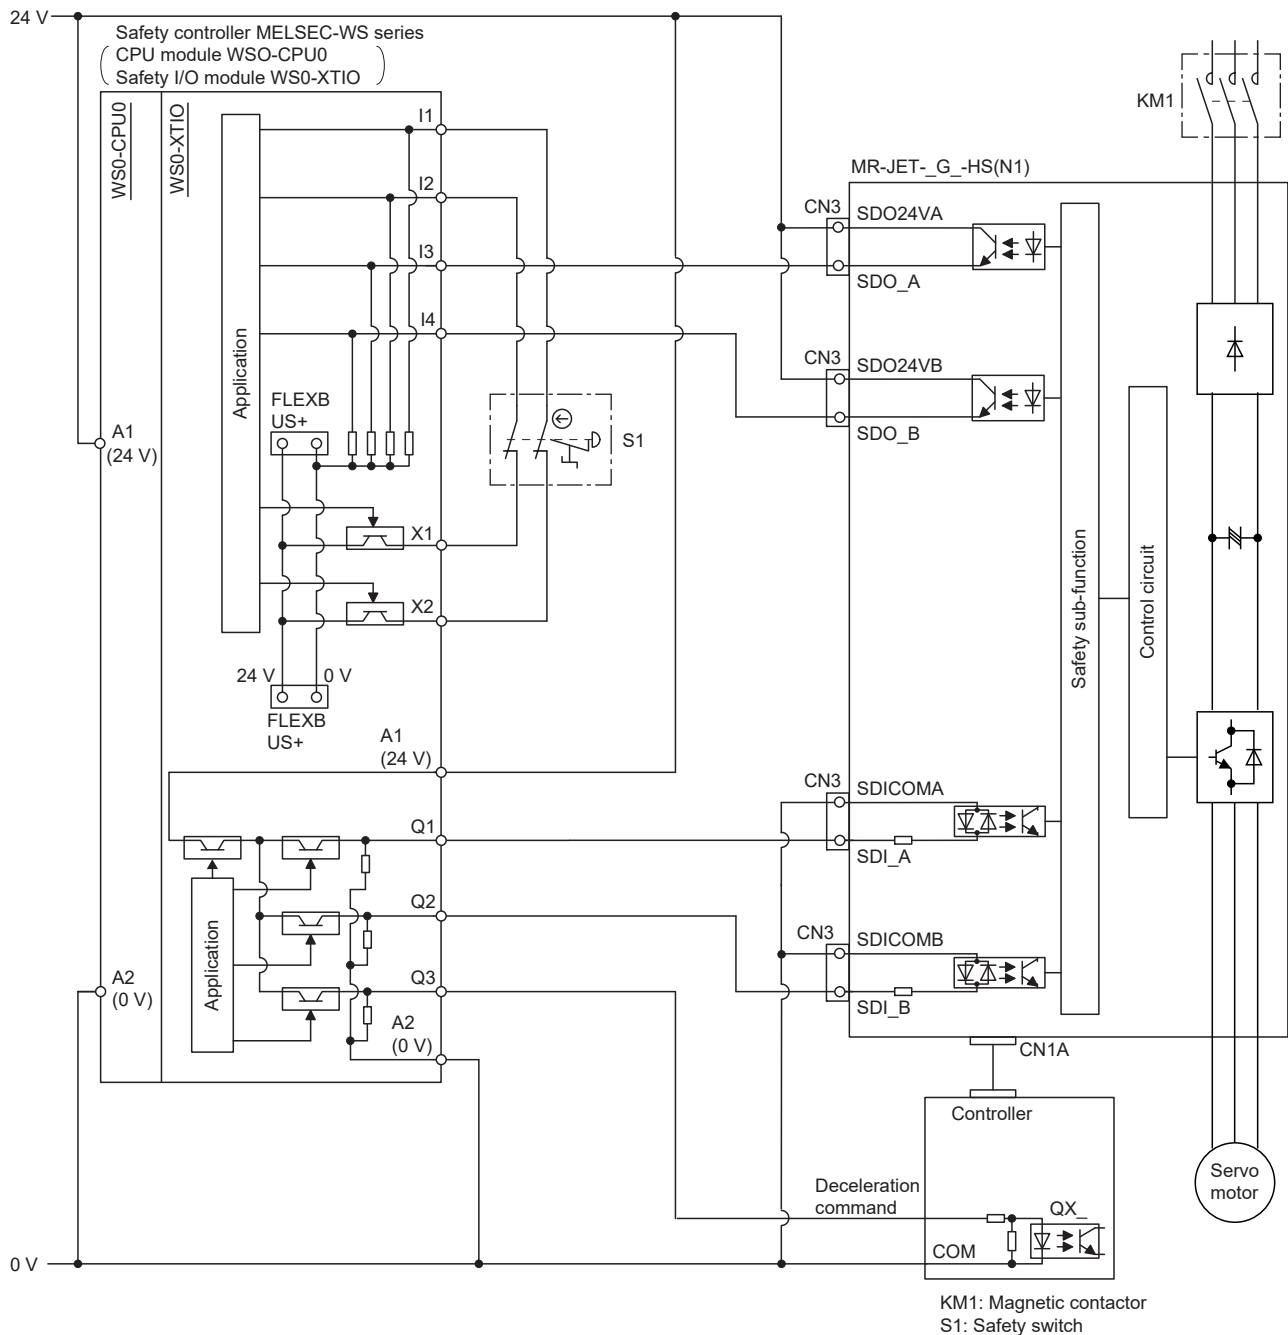 24 V
Safety controller MELSEC-WS series
CPU module WSO-CPU0
Safety I/O module WS0-XTIO
WS0-CPU0
WS0-XTIO
I1
I2
I3
I4
Application
FLEXB
US+
A1
(24 V)
X1
X2
24 V
0 V
FLEXB
US+
S1
KM1
MR-JET-_G_-HS(N1)
CN3
SDO24VA
SDO_A
CN3
SDO24VB
SDO_B
Safety sub-function
Control circuit
A1
(24 V)
CN3
SDICOMA
SDI_A
Q1
Q2
Q3
Application
A2
(0 V)
A2
(0 V)
CN3
SDICOMB
SDI_B
CN1A
Controller
Deceleration
command
QX_
COM
Servo
motor
0 V
KM1: Magnetic contactor
S1: Safety switch